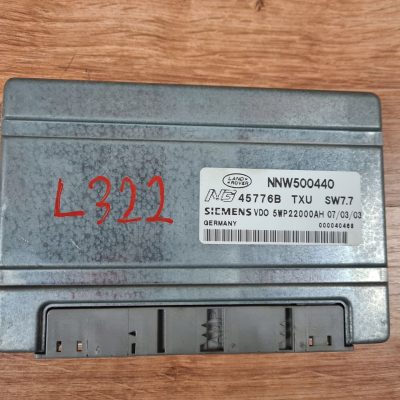 L322
LAND
ROVER
NNW500440
NG 45776B TXU SW7.7
SIEMENS VDO 5WP22000AH 07/03/03
GERMANY 000040468